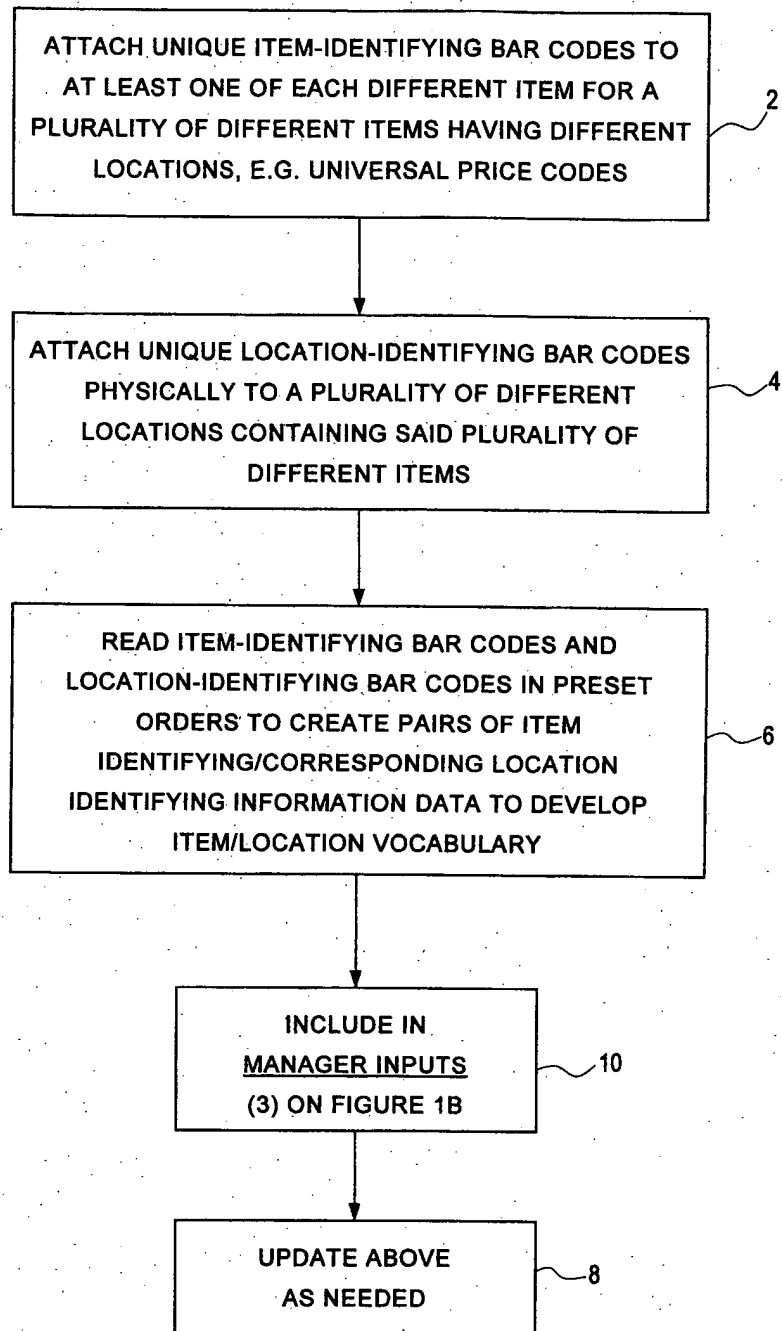 ATTACH UNIQUE ITEM-IDENTIFYING BAR CODES TO
AT LEAST ONE OF EACH DIFFERENT ITEM FOR A
PLURALITY OF DIFFERENT ITEMS HAVING DIFFERENT
LOCATIONS, E.G. UNIVERSAL PRICE CODES
2
ATTACH UNIQUE LOCATION-IDENTIFYING BAR CODES
PHYSICALLY TO A PLURALITY OF DIFFERENT
LOCATIONS CONTAINING SAID PLURALITY OF
DIFFERENT ITEMS
4
READ ITEM-IDENTIFYING BAR CODES AND
LOCATION-IDENTIFYING BAR CODES IN PRESET
ORDERS TO CREATE PAIRS OF ITEM
IDENTIFYING/CORRESPONDING LOCATION
IDENTIFYING INFORMATION DATA TO DEVELOP
ITEM/LOCATION VOCABULARY
6
INCLUDE IN
MANAGER INPUTS
(3) ON FIGURE 1B
10
UPDATE ABOVE
AS NEEDED
8